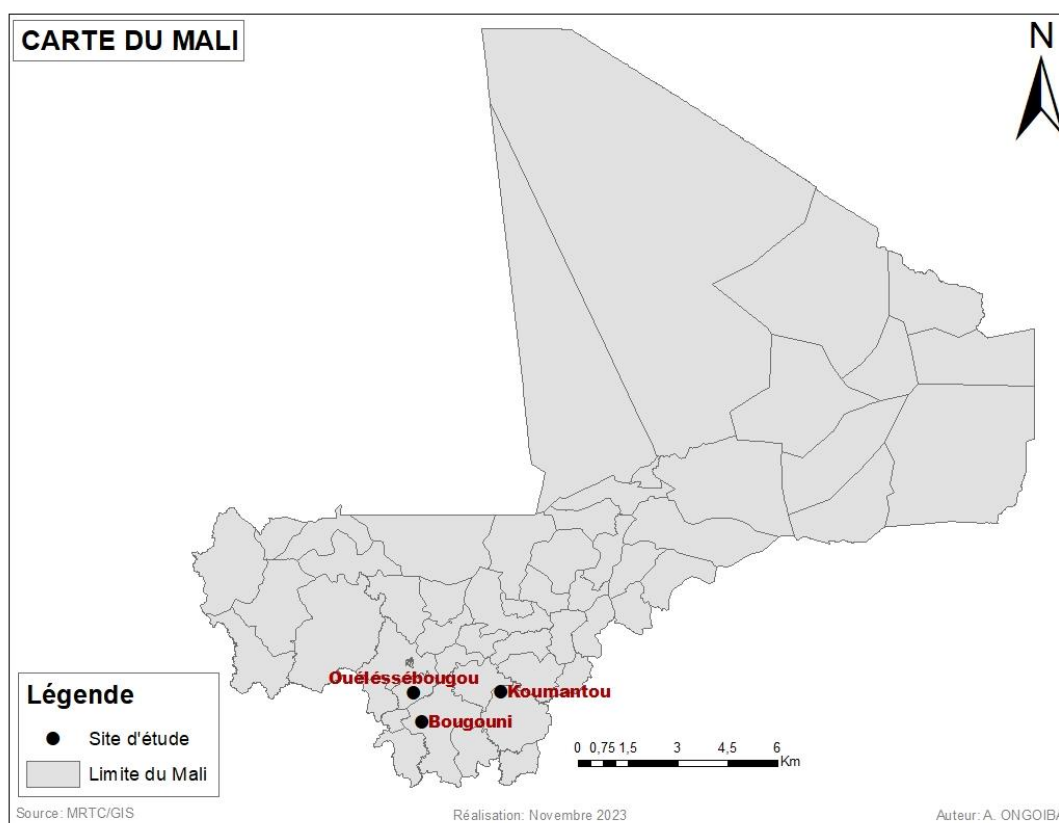 CARTE DU MALI
N
Ouéléssébougou
Koumantou
Bougouni
Légende
Site d'étude
Limite du Mali
0 0,75 1,5 3 4,5 6
Km
Source: MRTC/GIS
Réalisation: Novembre 2023
Auteur: A. ONGOIBA